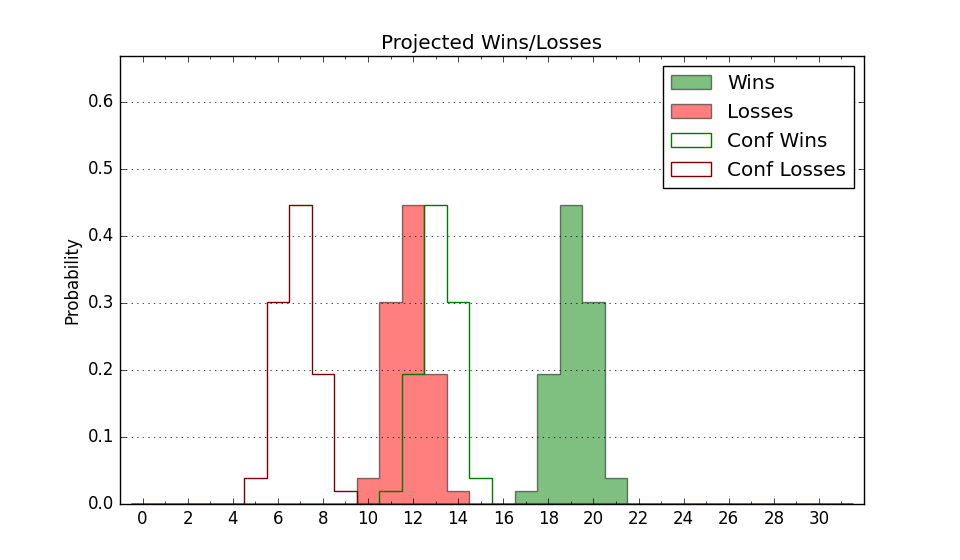 Projected Wins/Losses
Wins
Losses
Conf Wins
Conf Losses
Probability
0.6
0.5
0.4
0.3
0.2
0.1
0.0
0 2 4 6 8 10 12 14 16 18 20 22 24 26 28 30